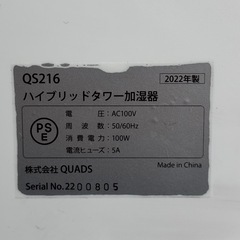 QS216
2022年製
ハイブリッドタワー加湿器
PSE
電圧：AC100V
周波数：50/60Hz
消費電力：100W
電流ヒューズ：5A
株式会社 QUADS
Made in China
Serial No.2200805